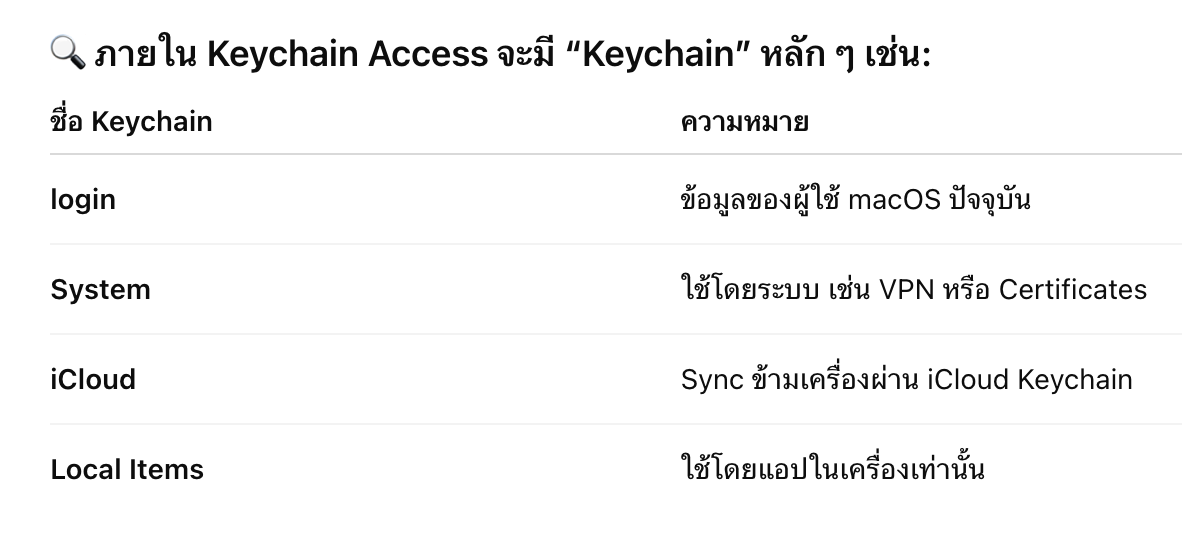 🔍 ภายใน Keychain Access จะมี “Keychain” หลัก ๆ เช่น:
ชื่อ Keychain ความหมาย
login ข้อมูลของผู้ใช้ macOS ปัจจุบัน
System ใช้โดยระบบ เช่น VPN หรือ Certificates
iCloud Sync ข้ามเครื่องผ่าน iCloud Keychain
Local Items ใช้โดยแอปในเครื่องเท่านั้น